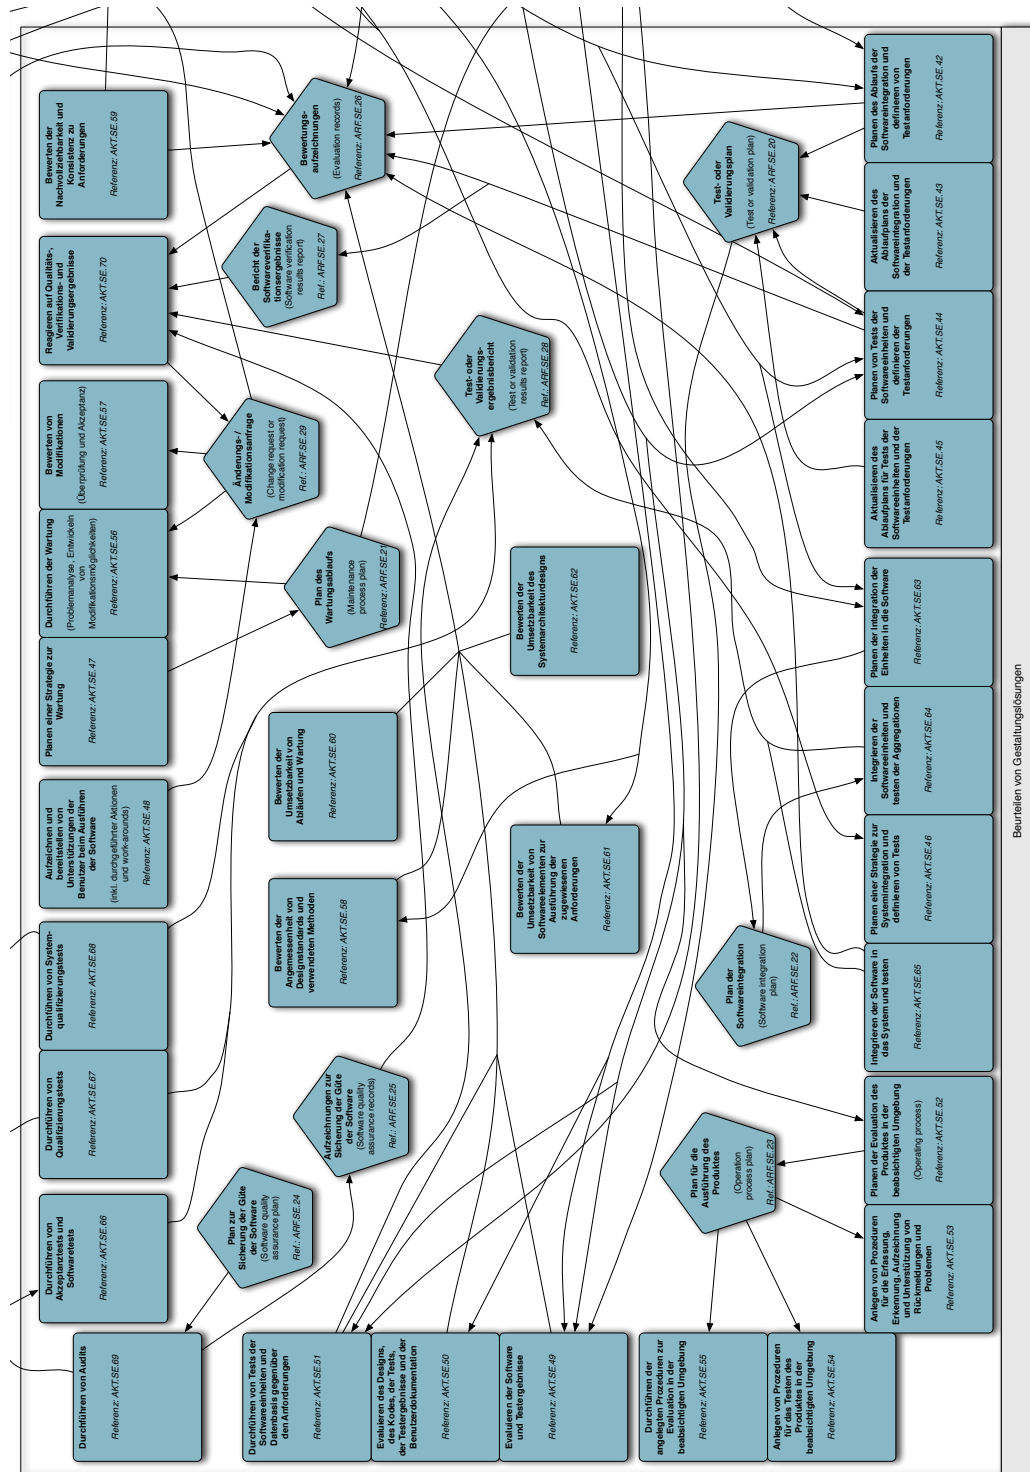 Bewerten der
Nachvollziehbarkeit und
Konsistenz zu
Anforderungen
Referenz: AKT.SE.59
Reagieren auf Qualitäts-,
Verifikations- und
Validierungsergebnisse
Referenz: AKT.SE.70
Bewerten von
Modifikationen
(Überprüfung und Akzeptanz)
Referenz: AKT.SE.57
Durchführen der Wartung
(Problemanalyse, Entwickeln
von
Modifikationsmöglichkeiten)
Referenz: AKT.SE.56
Planen einer Strategie zur
Wartung
Referenz: AKT.SE.47
Aufzeichnen und
bereitstellen von
Unterstützungen der
Benutzer beim Ausführen
der Software
(inkl. durchgeführter Aktionen
und work-arounds)
Referenz: AKT.SE.48
Durchführen von System-
qualifizierungstests
Referenz: AKT.SE.68
Durchführen von
Qualifizierungstests
Referenz: AKT.SE.67
Durchführen von
Akzeptanztests und
Softwaretests
Referenz: AKT.SE.66
Durchführen von Audits
Referenz: AKT.SE.69
Bewertungs-
aufzeichnungen
(Evaluation records)
Referenz: ARF.SE.26
Bericht der
Softwareverifika-
tionsergebnisse
(Software verification
results report)
Ref.: ARF.SE.27
Änderungs- /
Modifikationsanfrage
(Change request or
modification request)
Ref.: ARF.SE.29
Plan des
Wartungsablaufs
(Maintenance
process plan)
Referenz: ARF.SE.21
Bewerten der
Umsetzbarkeit von
Abläufen und Wartung
Referenz: AKT.SE.60
Bewerten der
Angemessenheit von
Designstandards und
verwendeten Methoden
Referenz: AKT.SE.58
Aufzeichnungen zur
Sicherung der Güte
der Software
(Software quality
assurance records)
Ref.: ARF.SE.25
Plan zur
Sicherung der Güte
der Software
(Software quality
assurance plan)
Ref.: ARF.SE.24
Durchführen von Tests der
Softwareeinheiten und
Datenbasis gegenüber
den Anforderungen
Referenz: AKT.SE.51
Evaluieren des Designs,
des Kodes, der Tests,
der Testergebnisse und der
Benutzerdokumentation
Referenz: AKT.SE.50
Evaluieren der Software
und Testergebnisse
Referenz: AKT.SE.49
Test- oder
Validierungs-
ergebnisbericht
(Test or validation
results report)
Ref.: ARF.SE.28
Bewerten der
Umsetzbarkeit des
Systemarchitekturdesigns
Referenz: AKT.SE.62
Bewerten der
Umsetzbarkeit von
Softwareelementen zur
Ausführung der
zugewiesenen
Anforderungen
Referenz: AKT.SE.61
Test- oder
Validierungsplan
(Test or validation plan)
Referenz: ARF.SE.20
Plan der
Softwareintegration
(Software integration
plan)
Ref.: ARF.SE.22
Plan für die
Ausführung des
Produktes
(Operation
process plan)
Ref.: ARF.SE.23
Durchführen der
angelegten Prozeduren zur
Evaluation in der
beabsichtigten Umgebung
Referenz: AKT.SE.55
Anlegen von Prozeduren
für das Testen des
Produktes in der
beabsichtigten Umgebung
Referenz: AKT.SE.54
Planen des Ablaufs der
Softwareintegration und
definieren von
Testanforderungen
Referenz: AKT.SE.42
Aktualisieren des
Ablaufplans der
Softwareintegration und
der Testanforderungen
Referenz: AKT.SE.43
Planen von Tests der
Softwareeinheiten und
definieren der
Testanforderungen
Referenz: AKT.SE.44
Aktualisieren des
Ablaufplans für Tests der
Softwareeinheiten und der
Testanforderungen
Referenz: AKT.SE.45
Planen der Integration der
Einheiten in die Software
Referenz: AKT.SE.63
Integrieren der
Softwareeinheiten und
testen der Aggregationen
Referenz: AKT.SE.64
Planen einer Strategie zur
Systemintegration und
definieren von Tests
Referenz: AKT.SE.46
Integrieren der Software in
das System und testen
Referenz: AKT.SE.65
Planen der Evaluation des
Produktes in der
beabsichtigten Umgebung
(Operating process)
Referenz: AKT.SE.52
Anlegen von Prozeduren
für die Erfassung,
Erkennung, Aufzeichnung
und Unterstützung von
Rückmeldungen und
Problemen
Referenz: AKT.SE.53
Beurteilen von Gestaltungslösungen